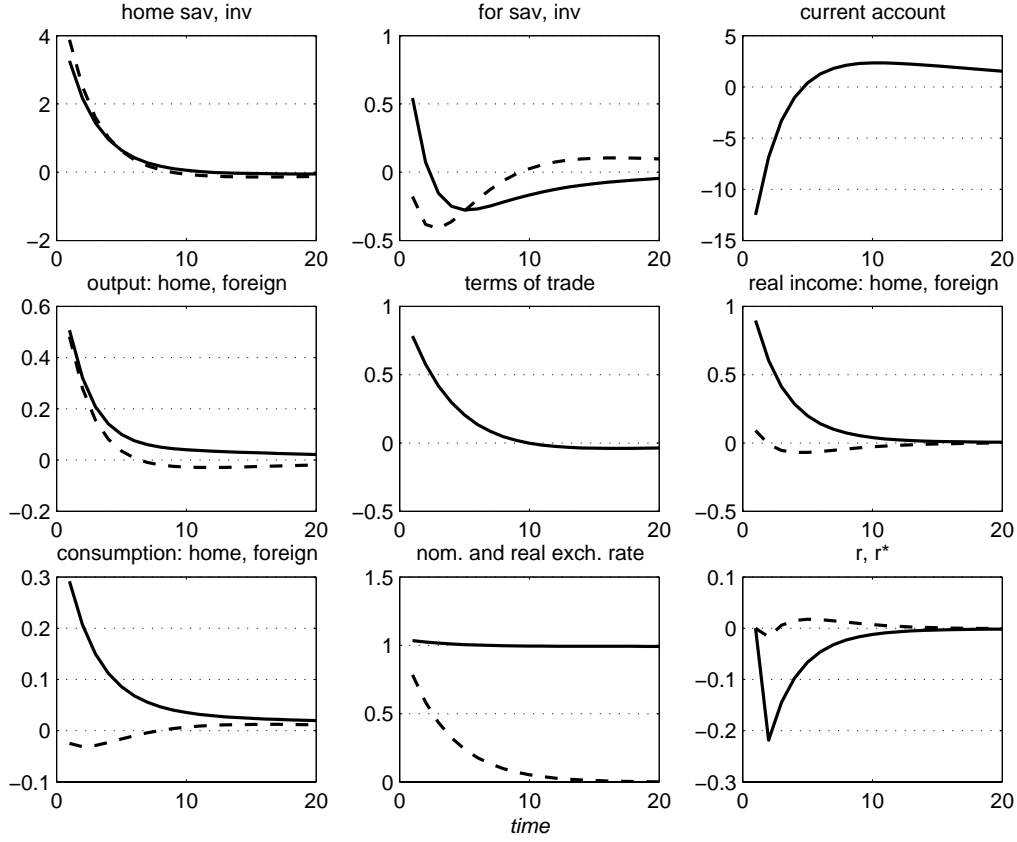 home sav, inv
4
2
0
−2
0 10 20
for sav, inv
1
0.5
0
−0.5
0 10 20
current account
5
0
−5
−10
−15
0 10 20
output: home, foreign
0.6
0.4
0.2
0
−0.2
0 10 20
terms of trade
1
0.5
0
−0.5
0 10 20
real income: home, foreign
1
0.5
0
−0.5
0 10 20
consumption: home, foreign
0.3
0.2
0.1
0
−0.1
0 10 20
nom. and real exch. rate
1.5
1
0.5
0
0 10 20
time
r, r*
0.1
0
−0.1
−0.2
−0.3
0 10 20